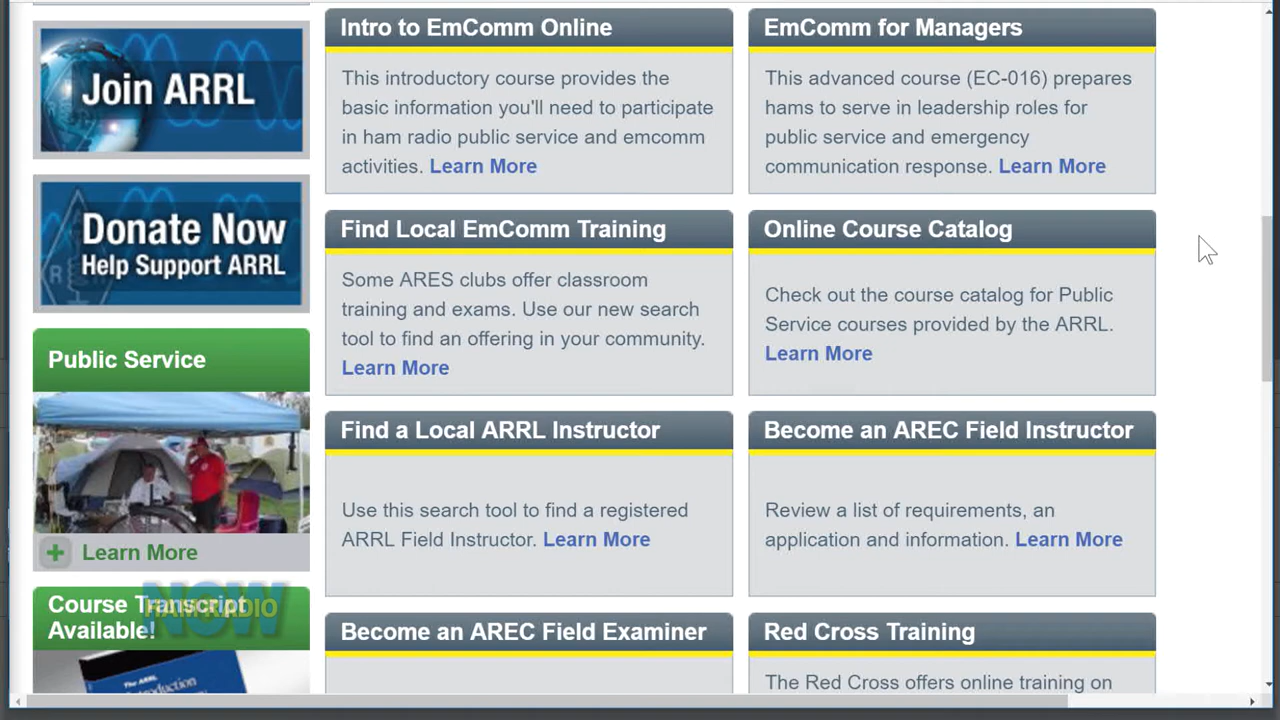 Join ARRL
Donate Now
Help Support ARRL
Public Service
Learn More
Course Transcript
Available!
HAM RADIO
NOW
The ARRL
Introduction
Intro to EmComm Online
This introductory course provides the
basic information you'll need to participate
in ham radio public service and emcomm
activities. Learn More
EmComm for Managers
This advanced course (EC-016) prepares
hams to serve in leadership roles for
public service and emergency
communication response. Learn More
Find Local EmComm Training
Some ARES clubs offer classroom
training and exams. Use our new search
tool to find an offering in your community.
Learn More
Online Course Catalog
Check out the course catalog for Public
Service courses provided by the ARRL.
Learn More
Find a Local ARRL Instructor
Use this search tool to find a registered
ARRL Field Instructor. Learn More
Become an AREC Field Instructor
Review a list of requirements, an
application and information. Learn More
Become an AREC Field Examiner
Red Cross Training
The Red Cross offers online training on